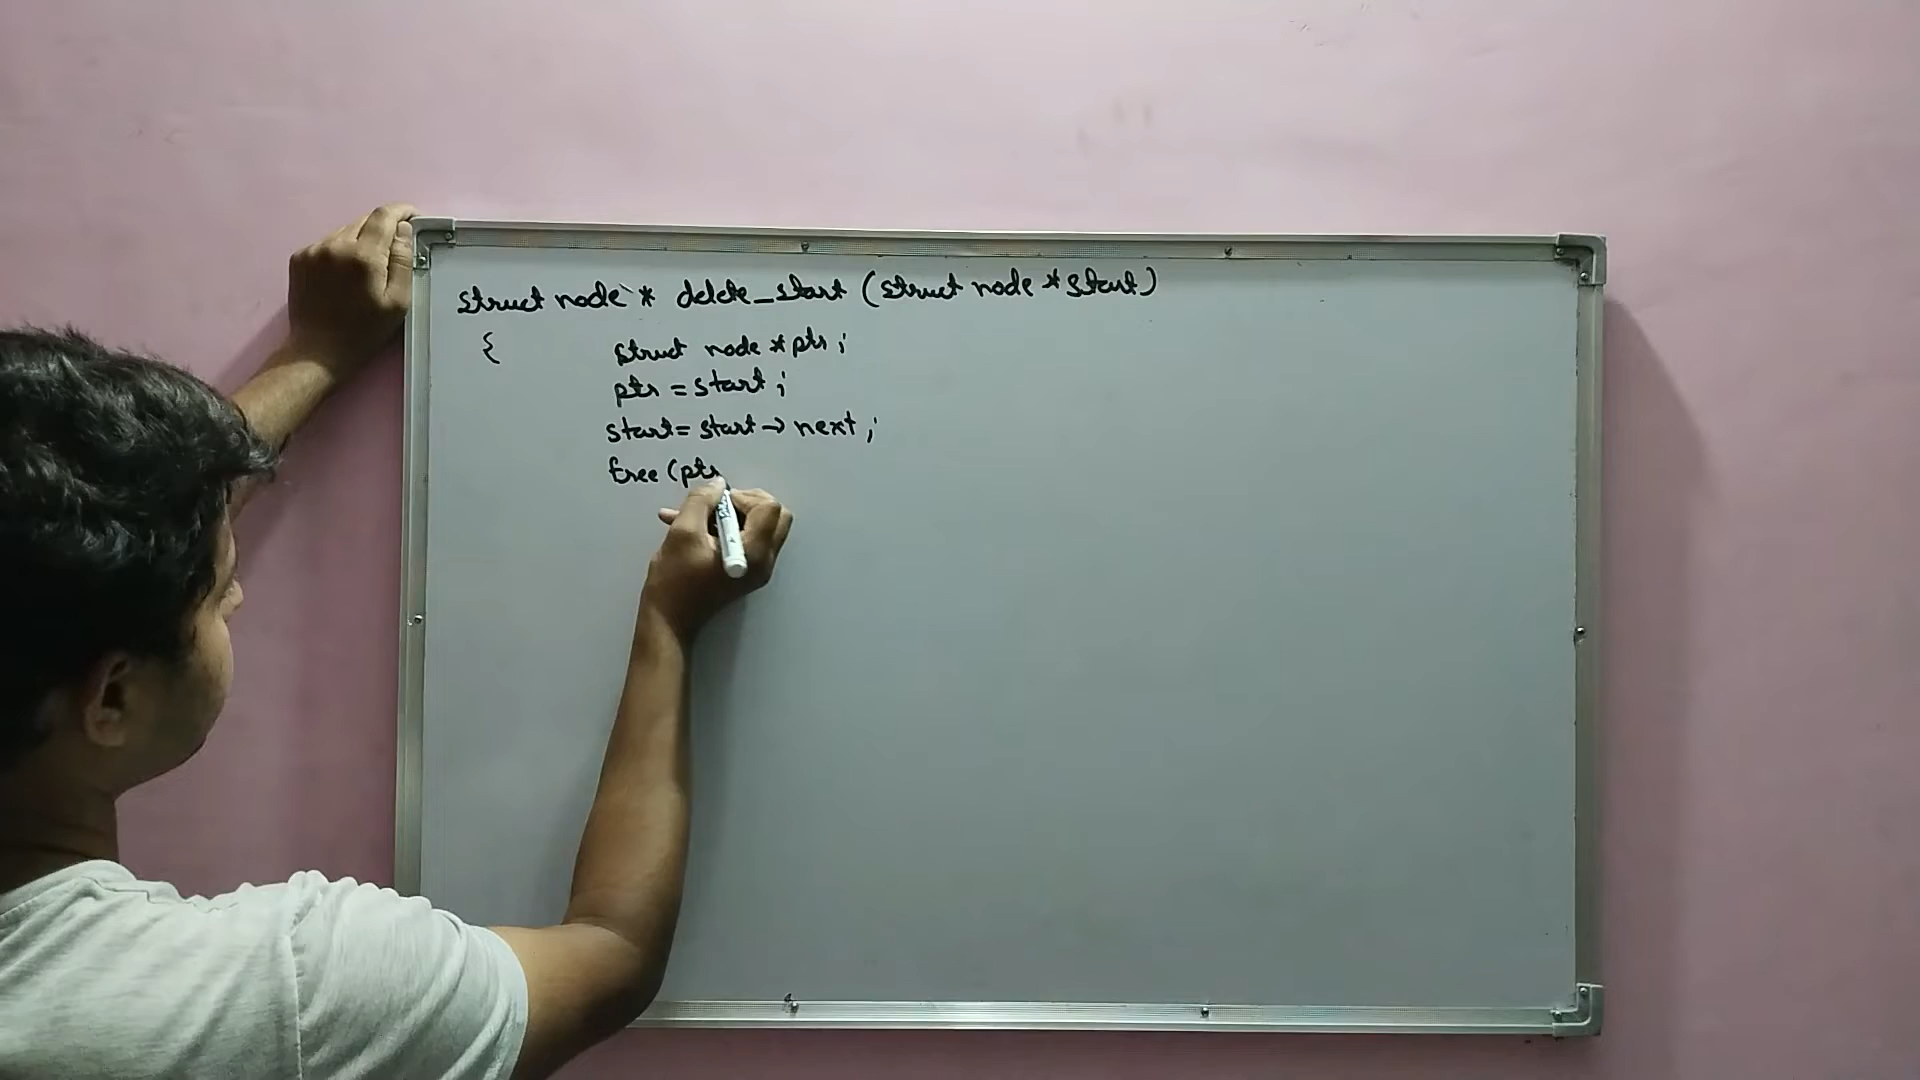 struct node * delete_start (struct node *start)
{ struct node *ptr;
ptr = start;
start = start → next;
free (ptr